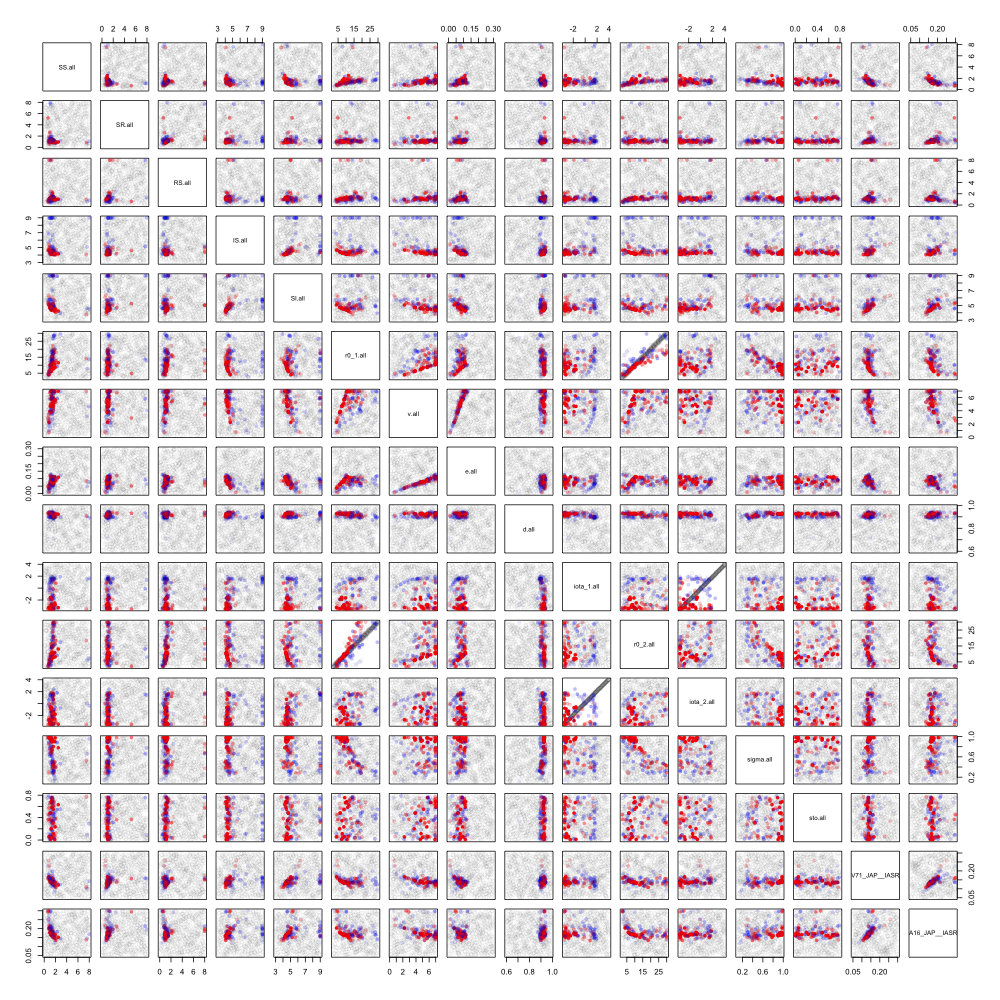 0 2 4 6 8
3 5 7 9
5 15 25
0.00 0.15 0.30
-2 2 4
-2 2 4
0.0 0.4 0.8
0.05 0.20
SS.all
0 2 4 6 8
0 2 4 6 8
SR.all
RS.all
0 2 4 6 8
3 5 7 9
IS.all
SI.all
3 5 7 9
5 15 25
r0_1.all
v.all
0 2 4 6
0.00 0.15 0.30
e.all
d.all
0.6 0.8 1.0
-2 2 4
iota_1.all
r0_2.all
5 15 25
-2 2 4
iota_2.all
sigma.all
0.2 0.6 1.0
0.0 0.4 0.8
sto.all
V71_JAP__IASR
0.05 0.20
0.05 0.20
A16_JAP__IASR
0 2 4 6 8
0 2 4 6 8
3 5 7 9
0 2 4 6
0.6 0.8 1.0
5 15 25
0.2 0.6 1.0
0.05 0.20